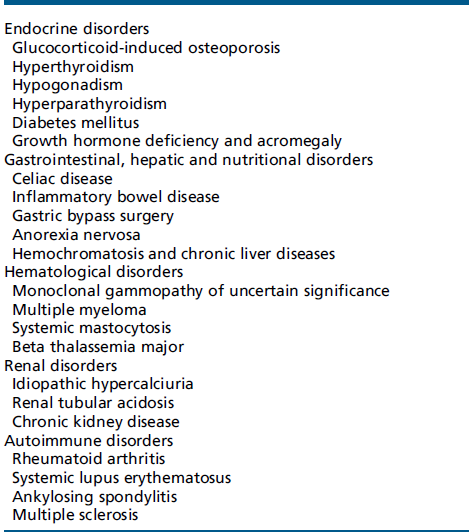 Endocrine disorders
Glucocorticoid-induced osteoporosis
Hyperthyroidism
Hypogonadism
Hyperparathyroidism
Diabetes mellitus
Growth hormone deficiency and acromegaly
Gastrointestinal, hepatic and nutritional disorders
Celiac disease
Inflammatory bowel disease
Gastric bypass surgery
Anorexia nervosa
Hemochromatosis and chronic liver diseases
Hematological disorders
Monoclonal gammopathy of uncertain significance
Multiple myeloma
Systemic mastocytosis
Beta thalassemia major
Renal disorders
Idiopathic hypercalciuria
Renal tubular acidosis
Chronic kidney disease
Autoimmune disorders
Rheumatoid arthritis
Systemic lupus erythematosus
Ankylosing spondylitis
Multiple sclerosis